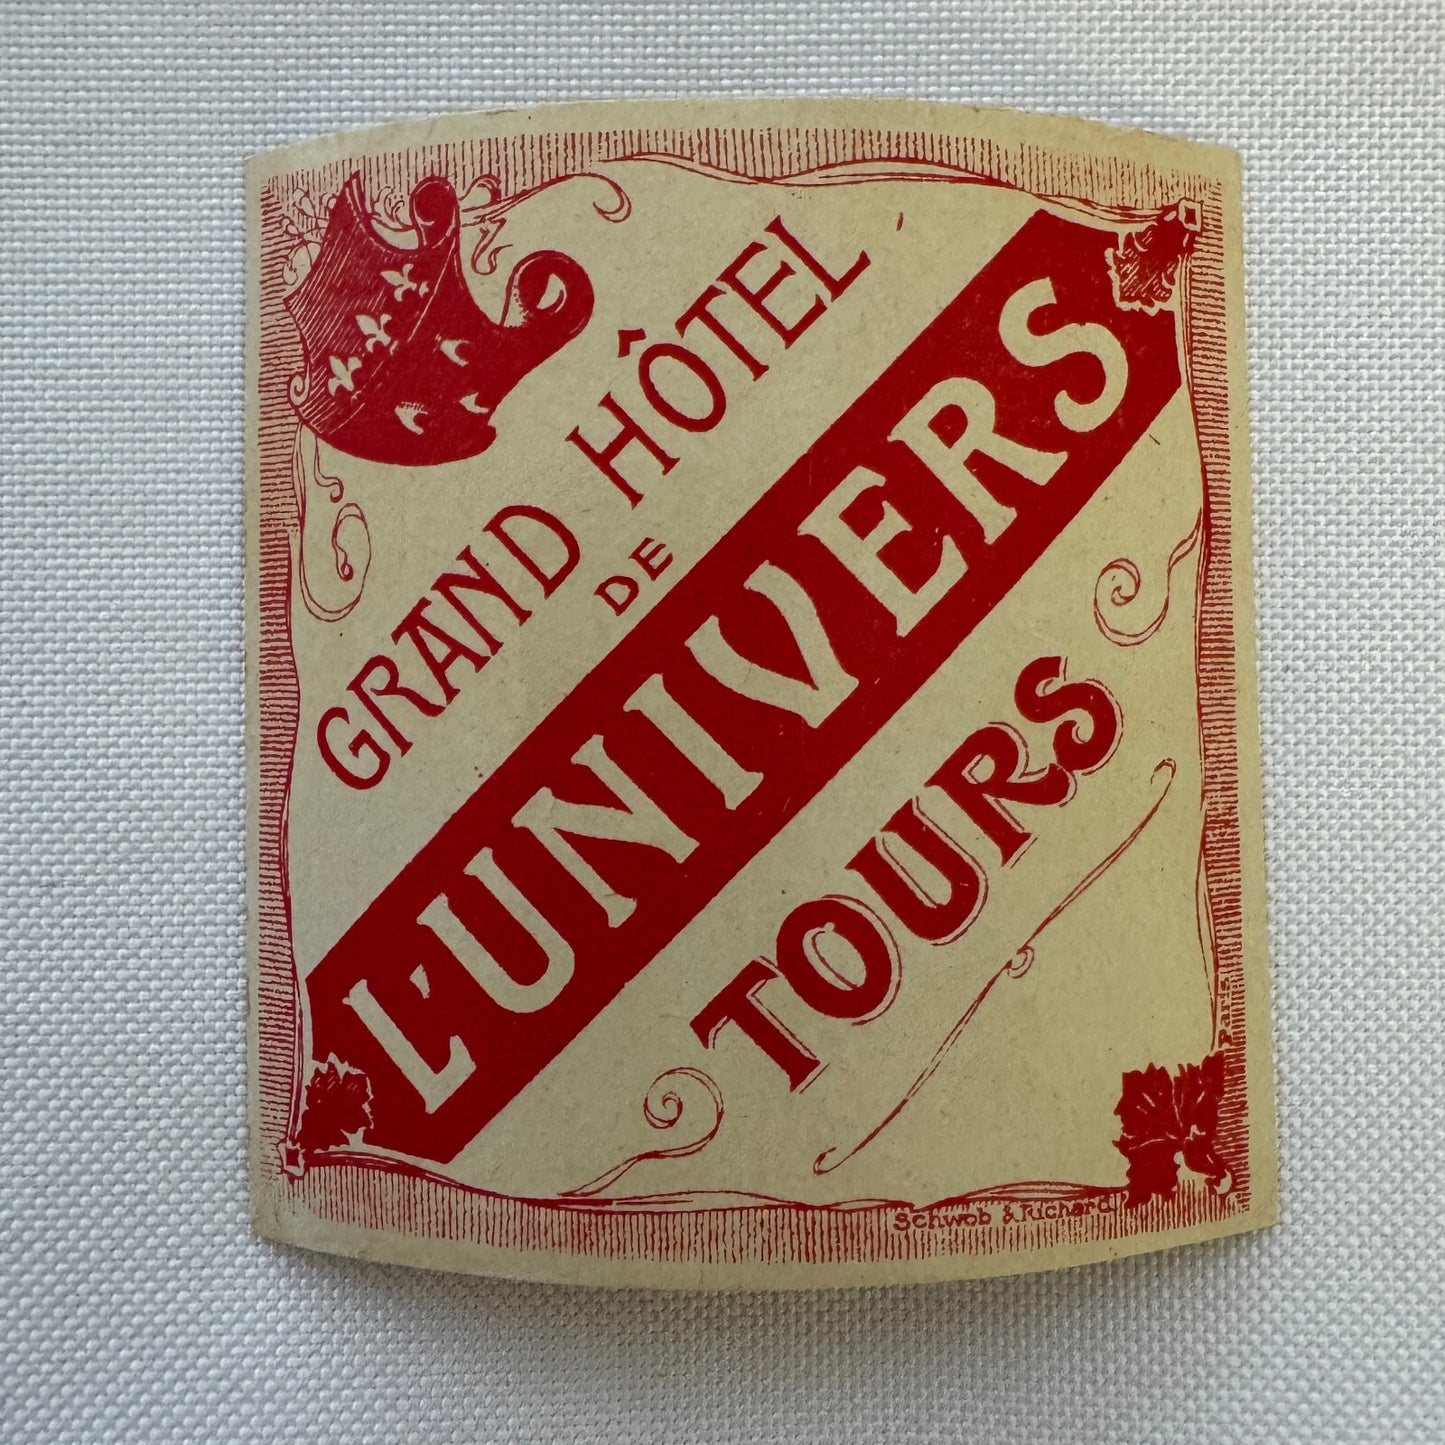 GRAND HÔTEL
DE
L'UNIVERS
TOURS
Schwob & Richard
Paris